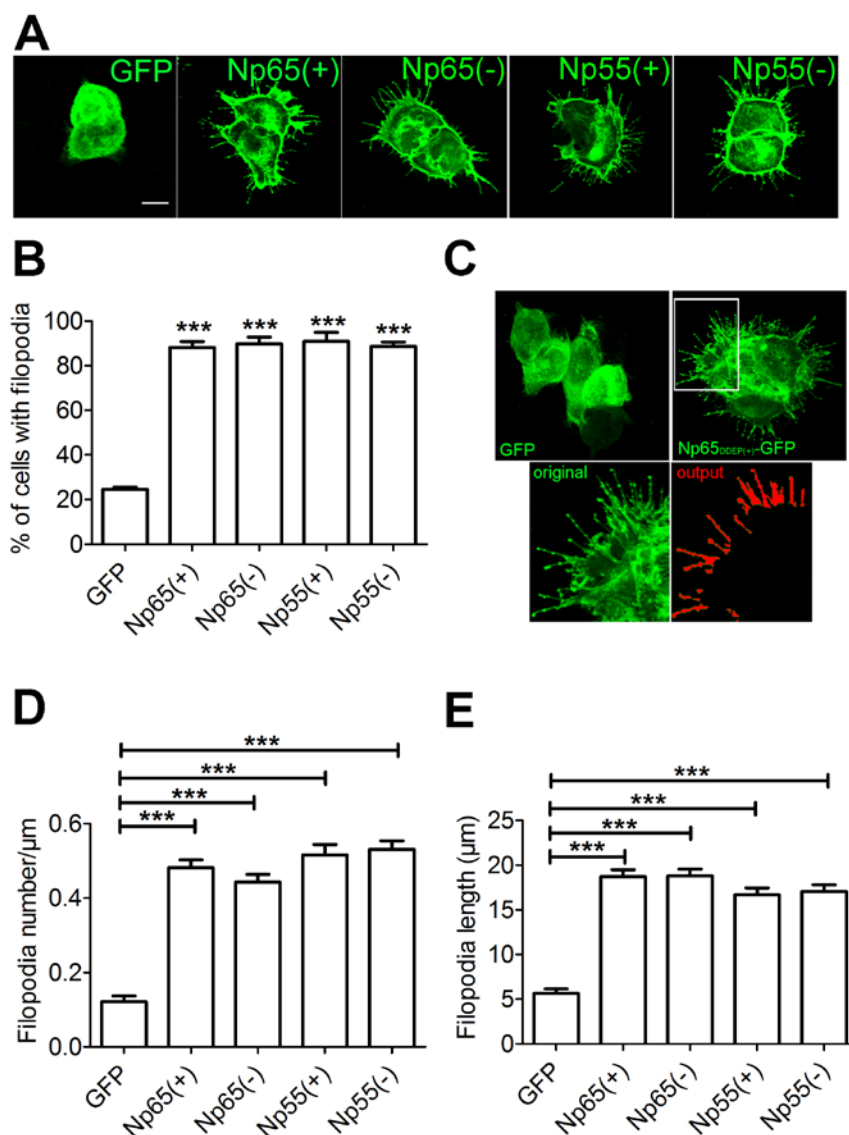 A
GFP
Np65(+)
Np65(-)
Np55(+)
Np55(-)
B
% of cells with filopodia
100
80
60
40
20
0
***
***
***
***
GFP
Np65(+)
Np65(-)
Np55(+)
Np55(-)
C
GFP
Np65DDEP(+)-GFP
original
output
D
Filopodia number/µm
0.6
0.4
0.2
0.0
***
***
***
***
GFP
Np65(+)
Np65(-)
Np55(+)
Np55(-)
E
Filopodia length (µm)
25
20
15
10
5
0
***
***
***
***
GFP
Np65(+)
Np65(-)
Np55(+)
Np55(-)